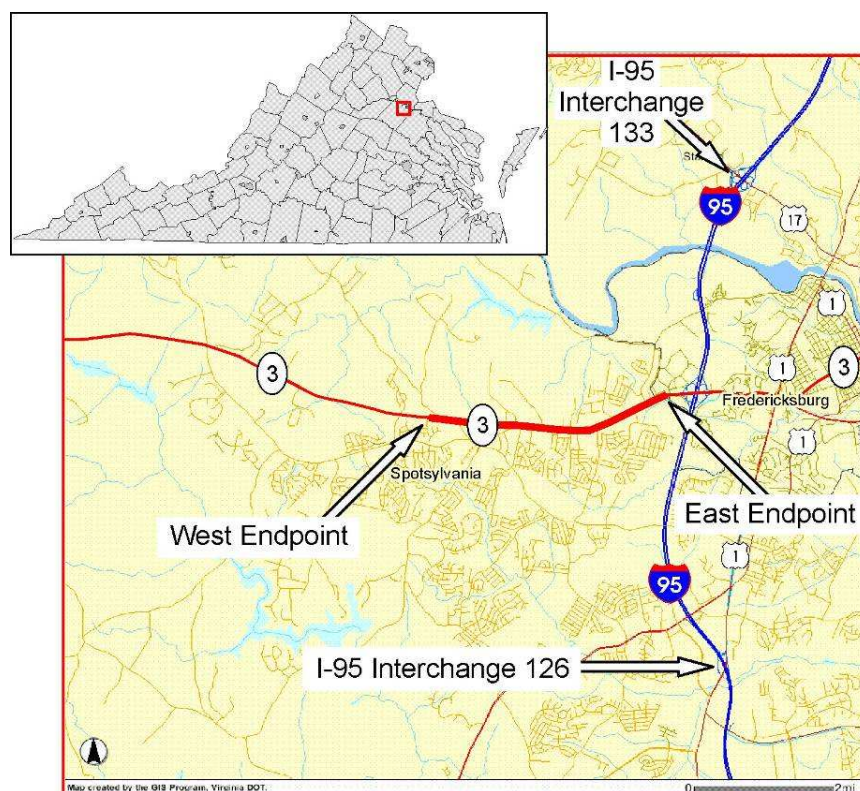 I-95
Interchange
133
Sta
95
17
1
3
1
3
Fredericksburg
3
1
Spotsylvania
East Endpoint
West Endpoint
1
95
I-95 Interchange 126
Map created by the GIS Program, Virginia DOT.
0 2mi